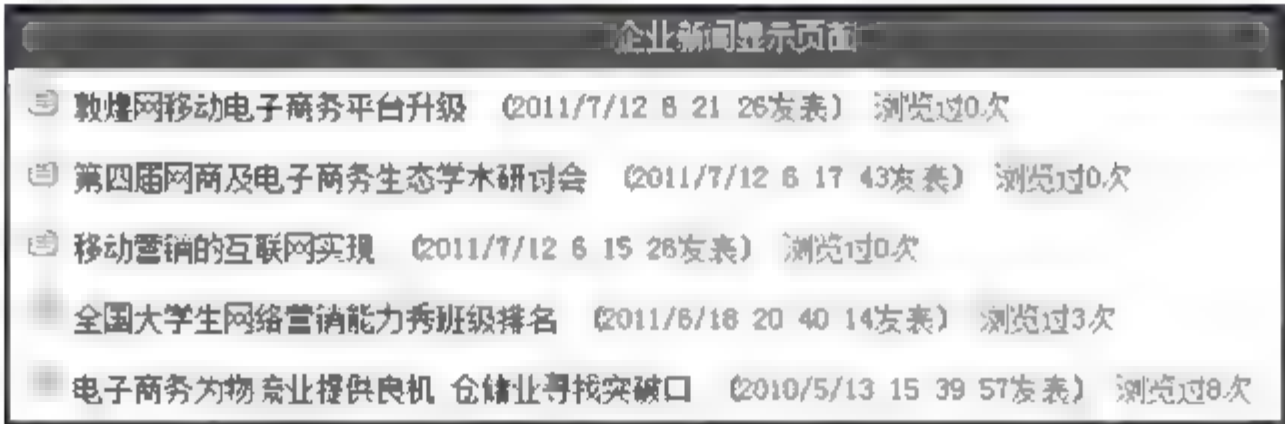 企业新闻显示页面
敦煌网移动电子商务平台升级 (2011/7/12 6 21 26发表) 浏览过0次
第四届网商及电子商务生态学术研讨会 (2011/7/12 6 17 43发表) 浏览过0次
移动营销的互联网实现 (2011/7/12 6 15 26发表) 浏览过0次
全国大学生网络营销能力秀班级排名 (2011/6/18 20 40 14发表) 浏览过3次
电子商务为物流业提供良机 仓储业寻找突破口 (2010/5/13 15 39 57发表) 浏览过8次